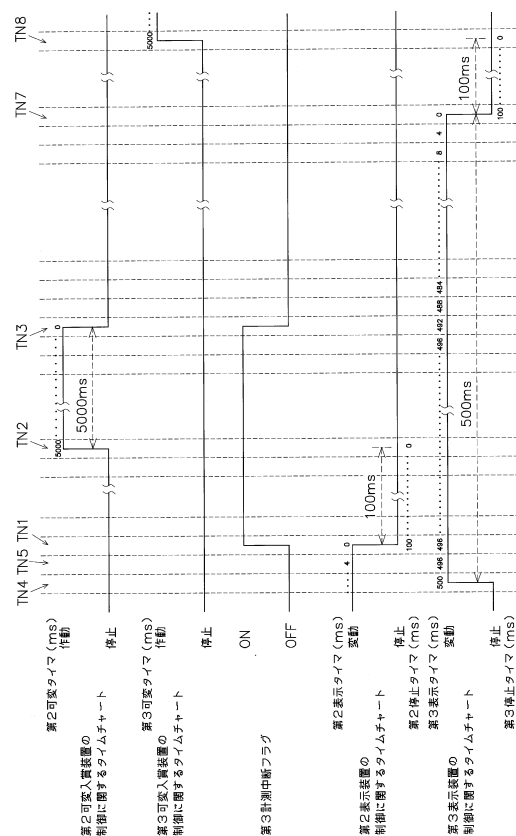 TN4 TN5 TN1 TN2 TN3 TN7 TN8
第2可変タイマ(ms)
5000 ・・・・・ 0
作動
第2可変入賞装置の
制御に関するタイムチャート
5000ms
停止
第3可変タイマ(ms)
5000 ・・・
作動
第3可変入賞装置の
制御に関するタイムチャート
停止
ON
第3計測中断フラグ
OFF
第2表示タイマ(ms)
・・・ 4 0
変動
第2表示装置の
制御に関するタイムチャート
100ms
停止
第2停止タイマ(ms)
100 ・・・・・ 0
第3表示タイマ(ms)
500 496 496 ・・・・・ 496 492 488 484 ・・・・・ 8 4 0
変動
第3表示装置の
制御に関するタイムチャート
500ms
100ms
停止
第3停止タイマ(ms)
100 ・・・・・ 0